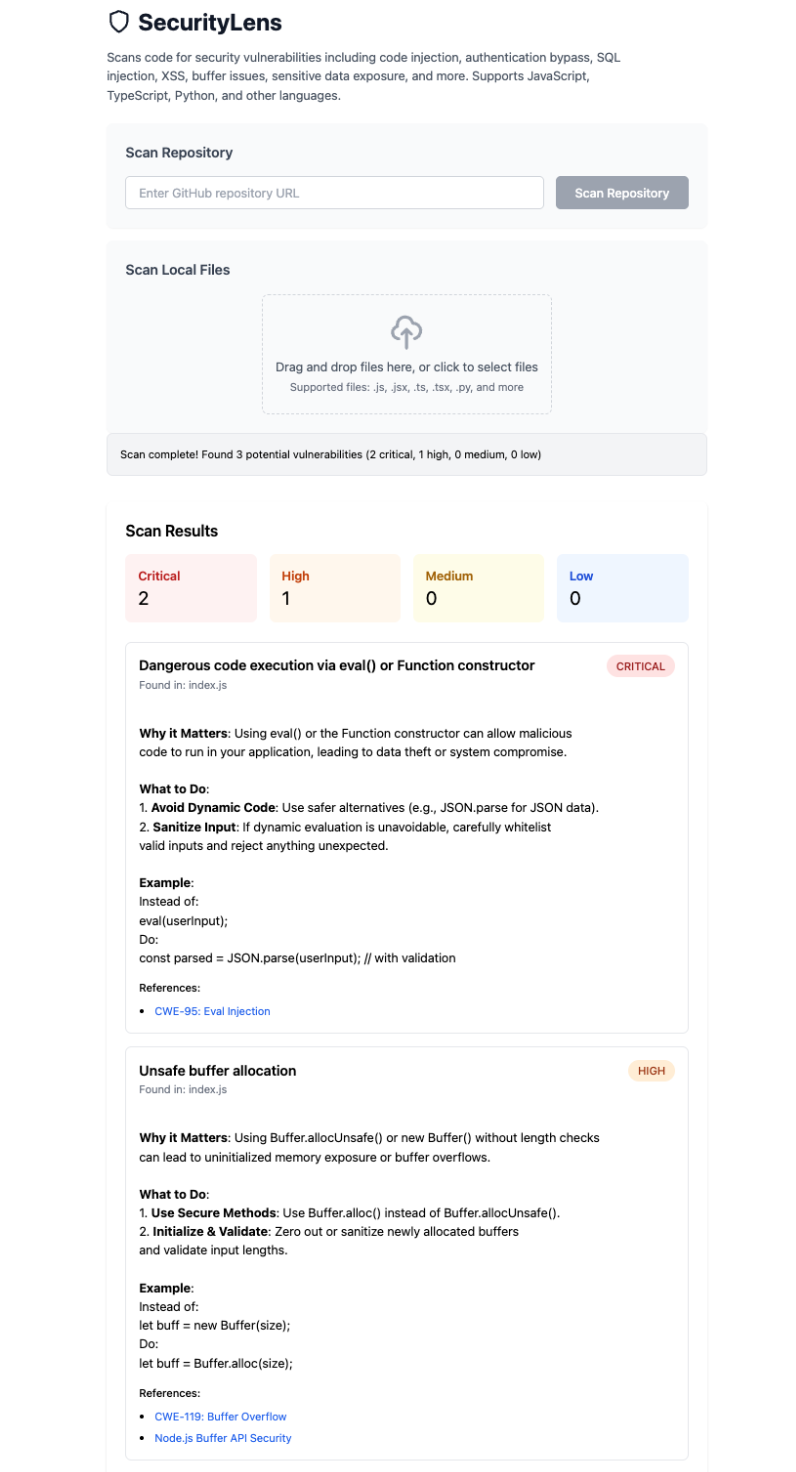 SecurityLens
Scans code for security vulnerabilities including code injection, authentication bypass, SQL
injection, XSS, buffer issues, sensitive data exposure, and more. Supports JavaScript,
TypeScript, Python, and other languages.
Scan Repository
Enter GitHub repository URL
Scan Repository
Scan Local Files
Drag and drop files here, or click to select files
Supported files: .js, .jsx, .ts, .tsx, .py, and more
Scan complete! Found 3 potential vulnerabilities (2 critical, 1 high, 0 medium, 0 low)
Scan Results
Critical
2
High
1
Medium
0
Low
0
Dangerous code execution via eval() or Function constructor
CRITICAL
Found in: index.js
Why it Matters: Using eval() or the Function constructor can allow malicious
code to run in your application, leading to data theft or system compromise.
What to Do:
1. Avoid Dynamic Code: Use safer alternatives (e.g., JSON.parse for JSON data).
2. Sanitize Input: If dynamic evaluation is unavoidable, carefully whitelist
valid inputs and reject anything unexpected.
Example:
Instead of:
eval(userInput);
Do:
const parsed = JSON.parse(userInput); // with validation
References:
• CWE-95: Eval Injection
Unsafe buffer allocation
HIGH
Found in: index.js
Why it Matters: Using Buffer.allocUnsafe() or new Buffer() without length checks
can lead to uninitialized memory exposure or buffer overflows.
What to Do:
1. Use Secure Methods: Use Buffer.alloc() instead of Buffer.allocUnsafe().
2. Initialize & Validate: Zero out or sanitize newly allocated buffers
and validate input lengths.
Example:
Instead of:
let buff = new Buffer(size);
Do:
let buff = Buffer.alloc(size);
References:
• CWE-119: Buffer Overflow
• Node.js Buffer API Security